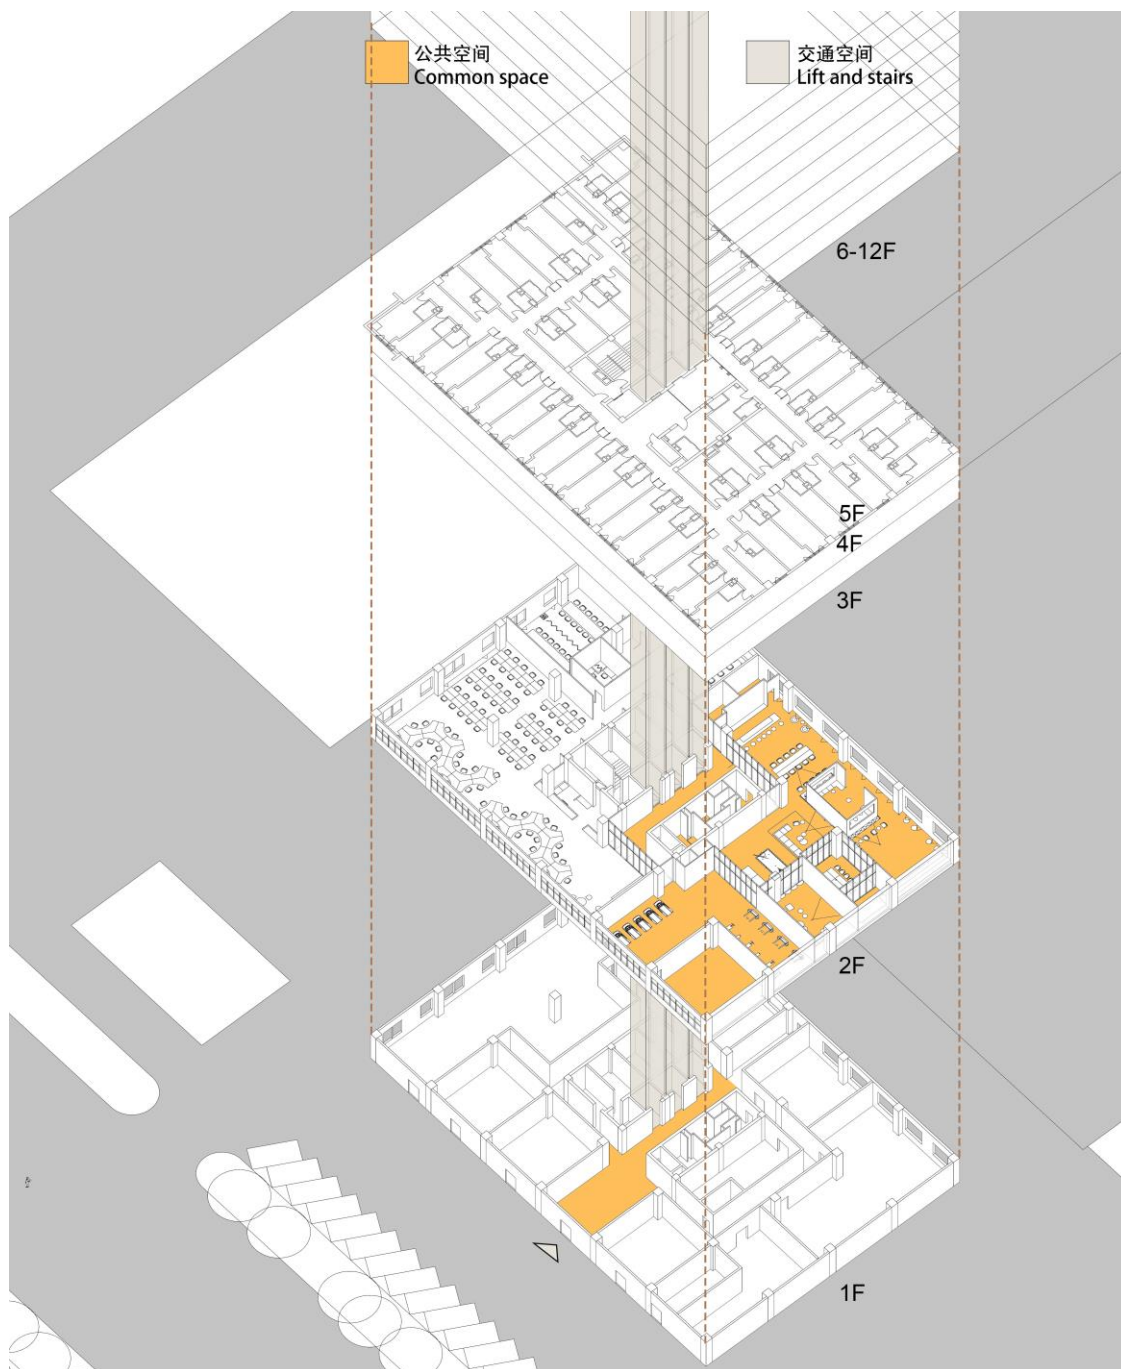 公共空间
Common space
交通空间
Lift and stairs
6-12F
5F
4F
3F
2F
1F